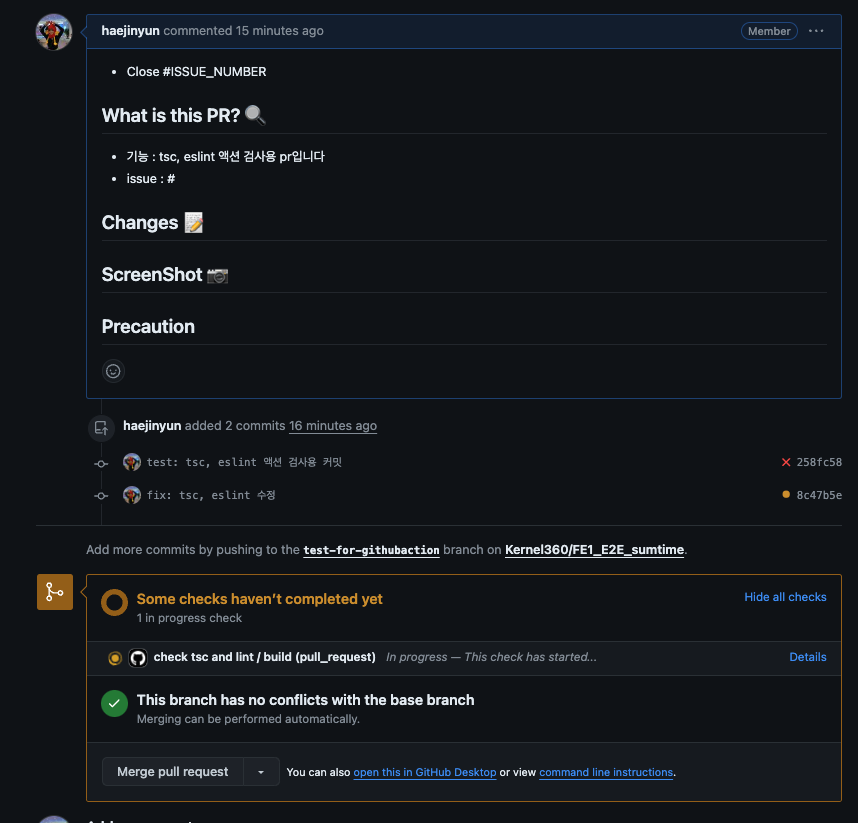 haejinyun commented 15 minutes ago Member
Close #ISSUE_NUMBER
What is this PR?
기능 : tsc, eslint 액션 검사용 pr입니다
issue : #
Changes
ScreenShot
Precaution
haejinyun added 2 commits 16 minutes ago
test: tsc, eslint 액션 검사용 커밋 258fc58
fix: tsc, eslint 수정 8c47b5e
Add more commits by pushing to the test-for-githubaction branch on Kernel360/FE1_E2E_sumtime.
Some checks haven't completed yet Hide all checks
1 in progress check
check tsc and lint / build (pull_request) In progress — This check has started... Details
This branch has no conflicts with the base branch
Merging can be performed automatically.
Merge pull request You can also open this in GitHub Desktop or view command line instructions.